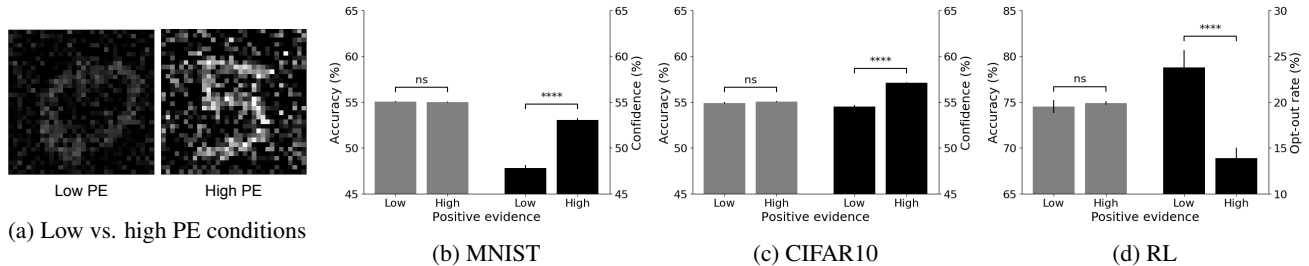 Low PE
High PE
(a) Low vs. high PE conditions
65
60
55
50
45
Accuracy (%)
ns
****
65
60
55
50
45
Confidence (%)
Low
High
Low
High
Positive evidence
(b) MNIST
65
60
55
50
45
Accuracy (%)
ns
****
65
60
55
50
45
Confidence (%)
Low
High
Low
High
Positive evidence
(c) CIFAR10
85
80
75
70
65
Accuracy (%)
ns
****
30
25
20
15
10
Opt-out rate (%)
Low
High
Low
High
Positive evidence
(d) RL